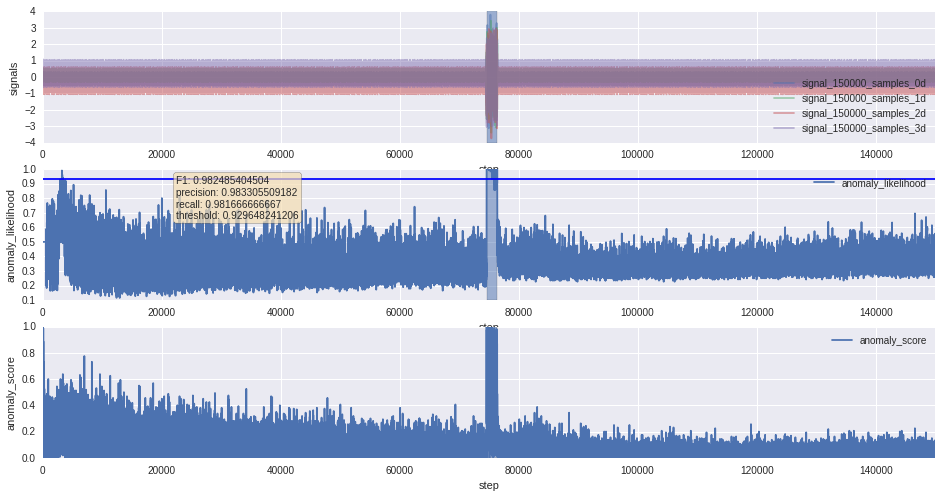 4
3
2
1
0
−1
−2
−3
−4
signals
signal_150000_samples_0d
signal_150000_samples_1d
signal_150000_samples_2d
signal_150000_samples_3d
0 20000 40000 60000 80000 100000 120000 140000
1.0
0.9
0.8
0.7
0.6
0.5
0.4
0.3
0.2
0.1
anomaly_likelihood
F1: 0.982485404504
precision: 0.983305509182
recall: 0.981666666667
threshold: 0.929648241206
anomaly_likelihood
0 20000 40000 60000 80000 100000 120000 140000
1.0
0.8
0.6
0.4
0.2
0.0
anomaly_score
anomaly_score
0 20000 40000 60000 80000 100000 120000 140000
step